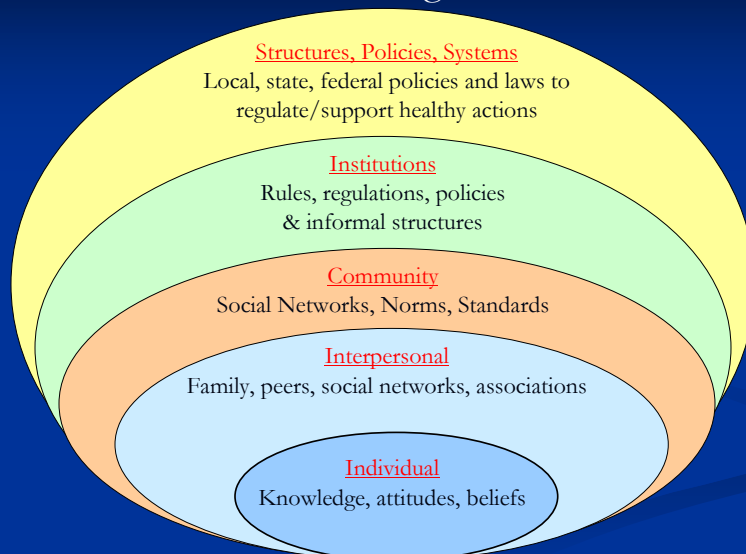 Structures, Policies, Systems
Local, state, federal policies and laws to
regulate/support healthy actions
Institutions
Rules, regulations, policies
& informal structures
Community
Social Networks, Norms, Standards
Interpersonal
Family, peers, social networks, associations
Individual
Knowledge, attitudes, beliefs